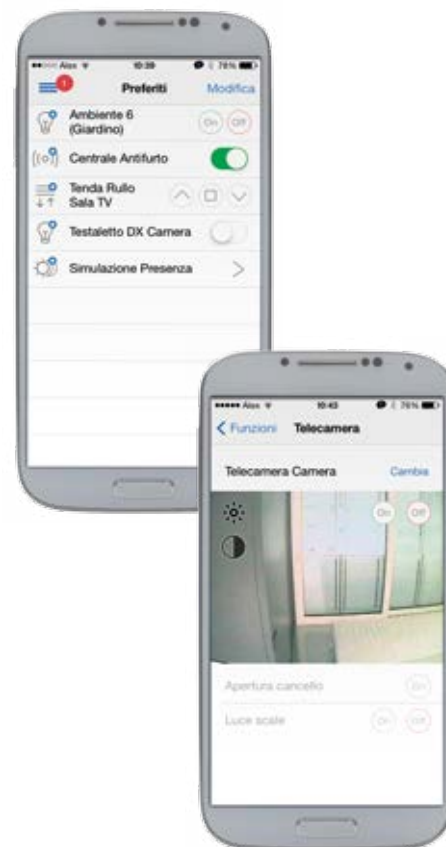 Alex 10:39 76%
1
Preferiti Modifica
Ambiente 6
(Giardino) On Off
Centrale Antifurto
Tenda Rullo
Sala TV
Testaletto DX Camera
Simulazione Presenza
Alex 10:43 76%
Funzioni Telecamera
Telecamera Camera Cambia
On Off
Apertura cancello On
Luce scale On Off